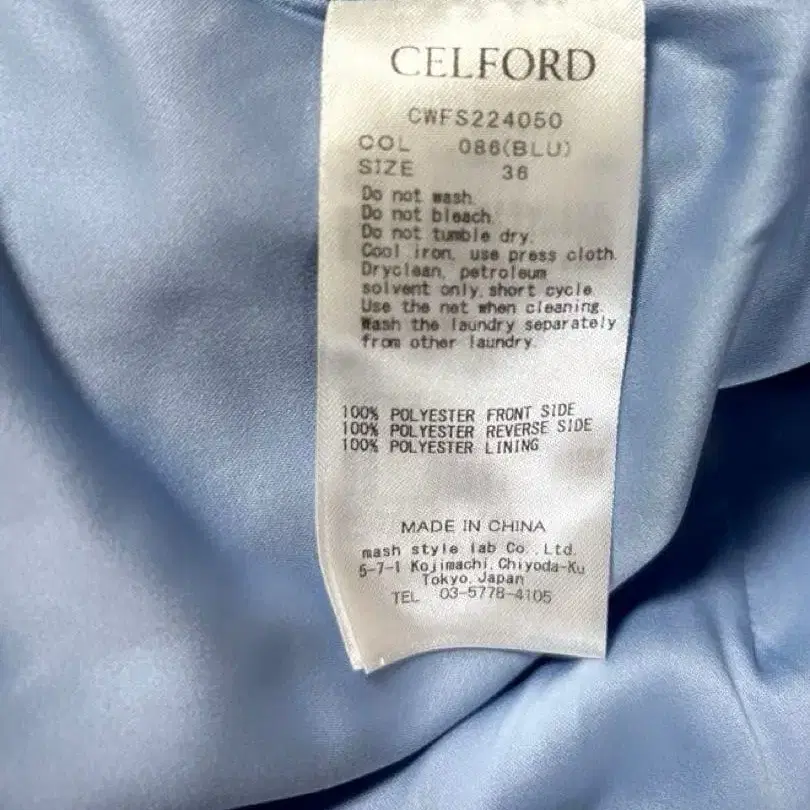 CELFORD
CWFS224050
COL 086(BLU)
SIZE 36
Do not wash.
Do not bleach.
Do not tumble dry.
Cool iron, use press cloth.
Dryclean, petroleum
solvent only, short cycle.
Use the net when cleaning.
Wash the laundry separately
from other laundry.
100% POLYESTER FRONT SIDE
100% POLYESTER REVERSE SIDE
100% POLYESTER LINING
MADE IN CHINA
mash style lab Co., Ltd.
5-7-1 Kojimachi, Chiyoda-Ku
Tokyo, Japan
TEL 03-5778-4105